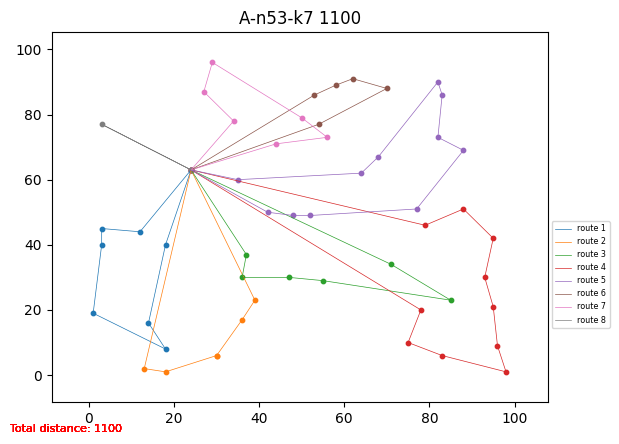 A-n53-k7 1100
100
80
60
40
20
0
0 20 40 60 80 100
route 1
route 2
route 3
route 4
route 5
route 6
route 7
route 8
Total distance: 1100